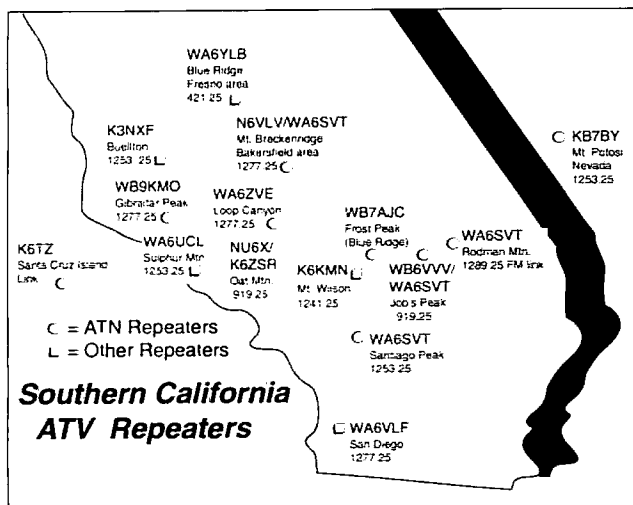 WA6YLB
Blue Ridge
Fresno area
421.25
K3NXF
Buellton
1253.25
N6VLV/WA6SVT
Mt. Breckenridge
Bakersfield area
1277.25
KB7BY
Mt. Potosi
Nevada
1253.25
WB9KMO
Gibraltar Peak
1277.25
WA6ZVE
Loop Canyon
1277.25
WB7AJC
Frost Peak
(Blue Ridge)
WA6SVT
Rodman Mtn.
1289.25 FM link
K6TZ
Santa Cruz Island
Link
WA6UCL
Sulphur Mtn
1253.25
NU6X/
K6ZSR
Oat Mtn.
919.25
K6KMN
Mt. Wilson
1241.25
WB6VVV/
WA6SVT
Job's Peak
919.25
WA6SVT
Santiago Peak
1253.25
= ATN Repeaters
= Other Repeaters
Southern California
ATV Repeaters
WA6VLF
San Diego
1277.25